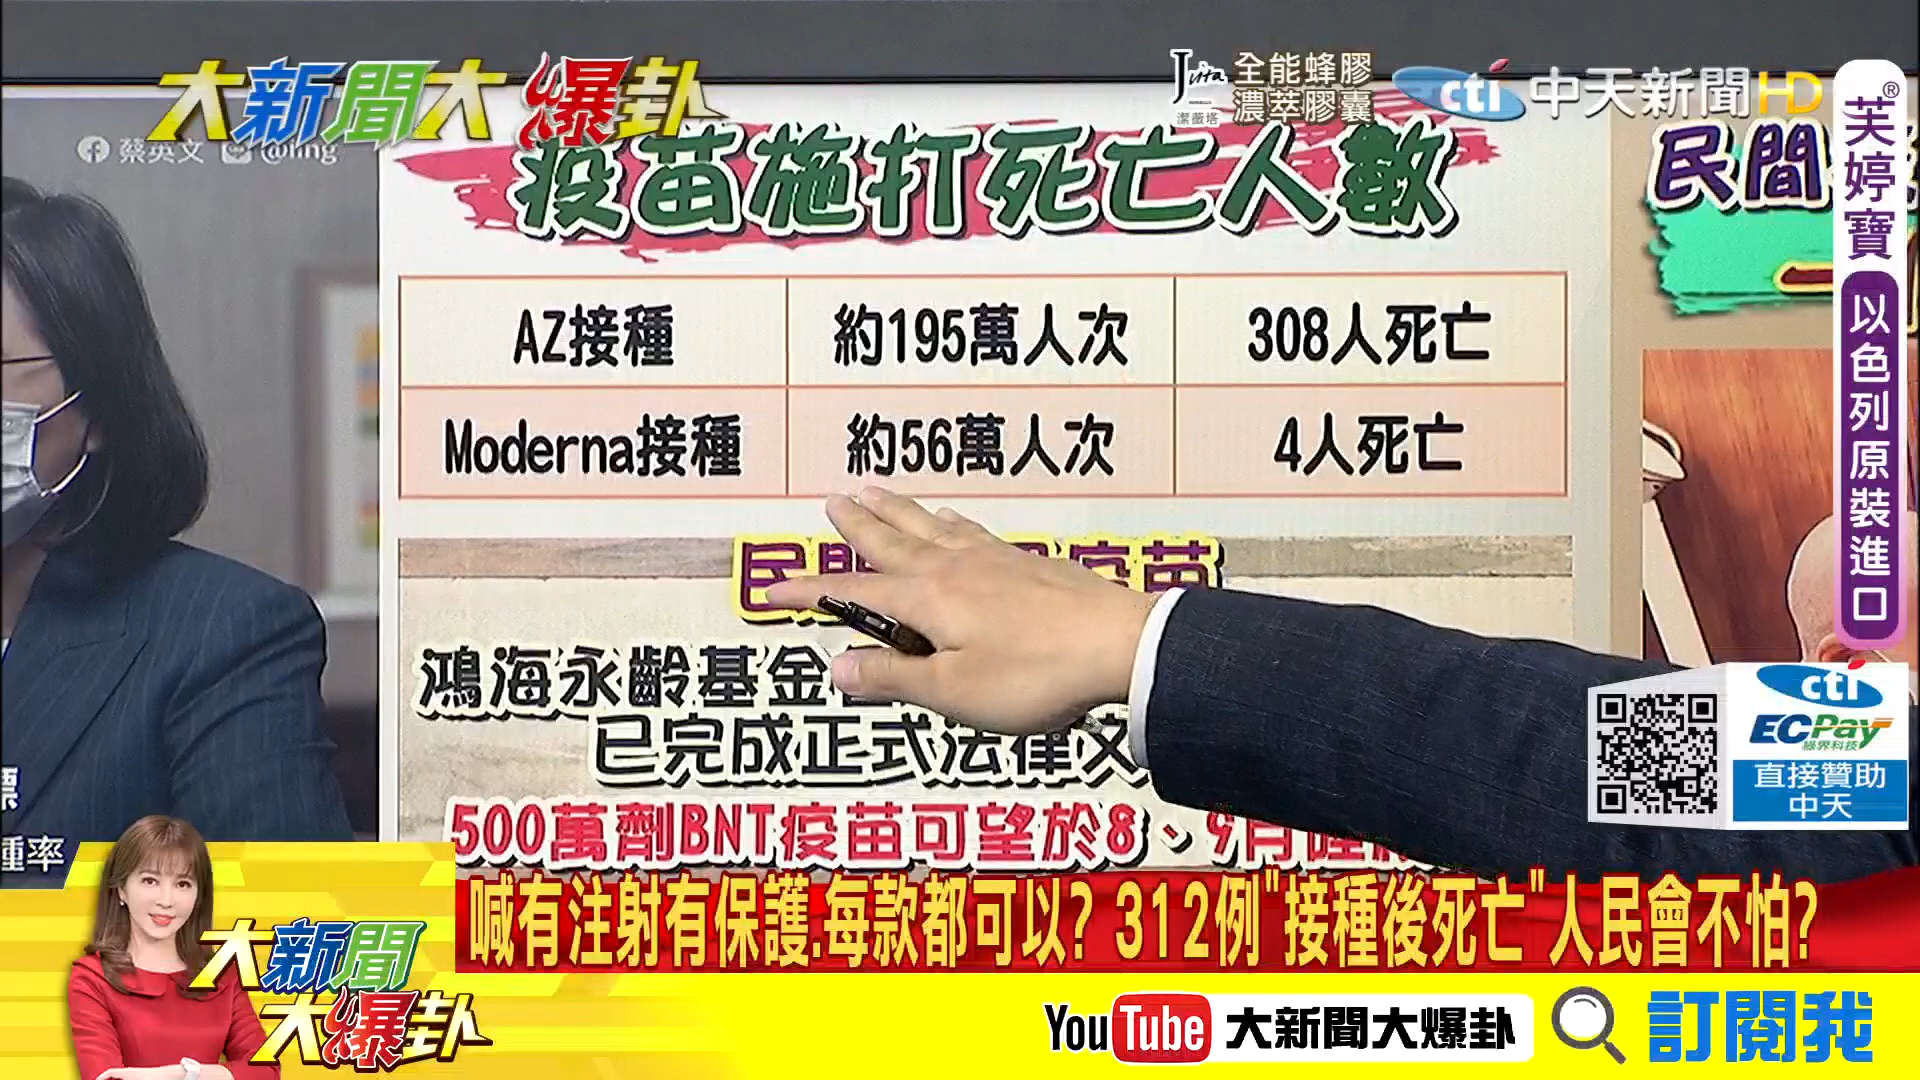 大新聞大爆卦
Jvita
潔薇塔
全能蜂膠
濃萃膠囊
cti 中天新聞HD
芙婷寶®
以色列原裝進口
蔡英文 @iing
疫苗施打死亡人數
民間
AZ接種 約195萬人次 308人死亡
Moderna接種 約56萬人次 4人死亡
鴻海永齡基金
已完成正式法律文
500萬劑BNT疫苗可望於8、9月
種率
cti
ECPay
綠界科技
直接贊助
中天
喊有注射有保護.每款都可以? 312例"接種後死亡"人民會不怕?
大新聞
大爆卦
YouTube 大新聞大爆卦 訂閱我